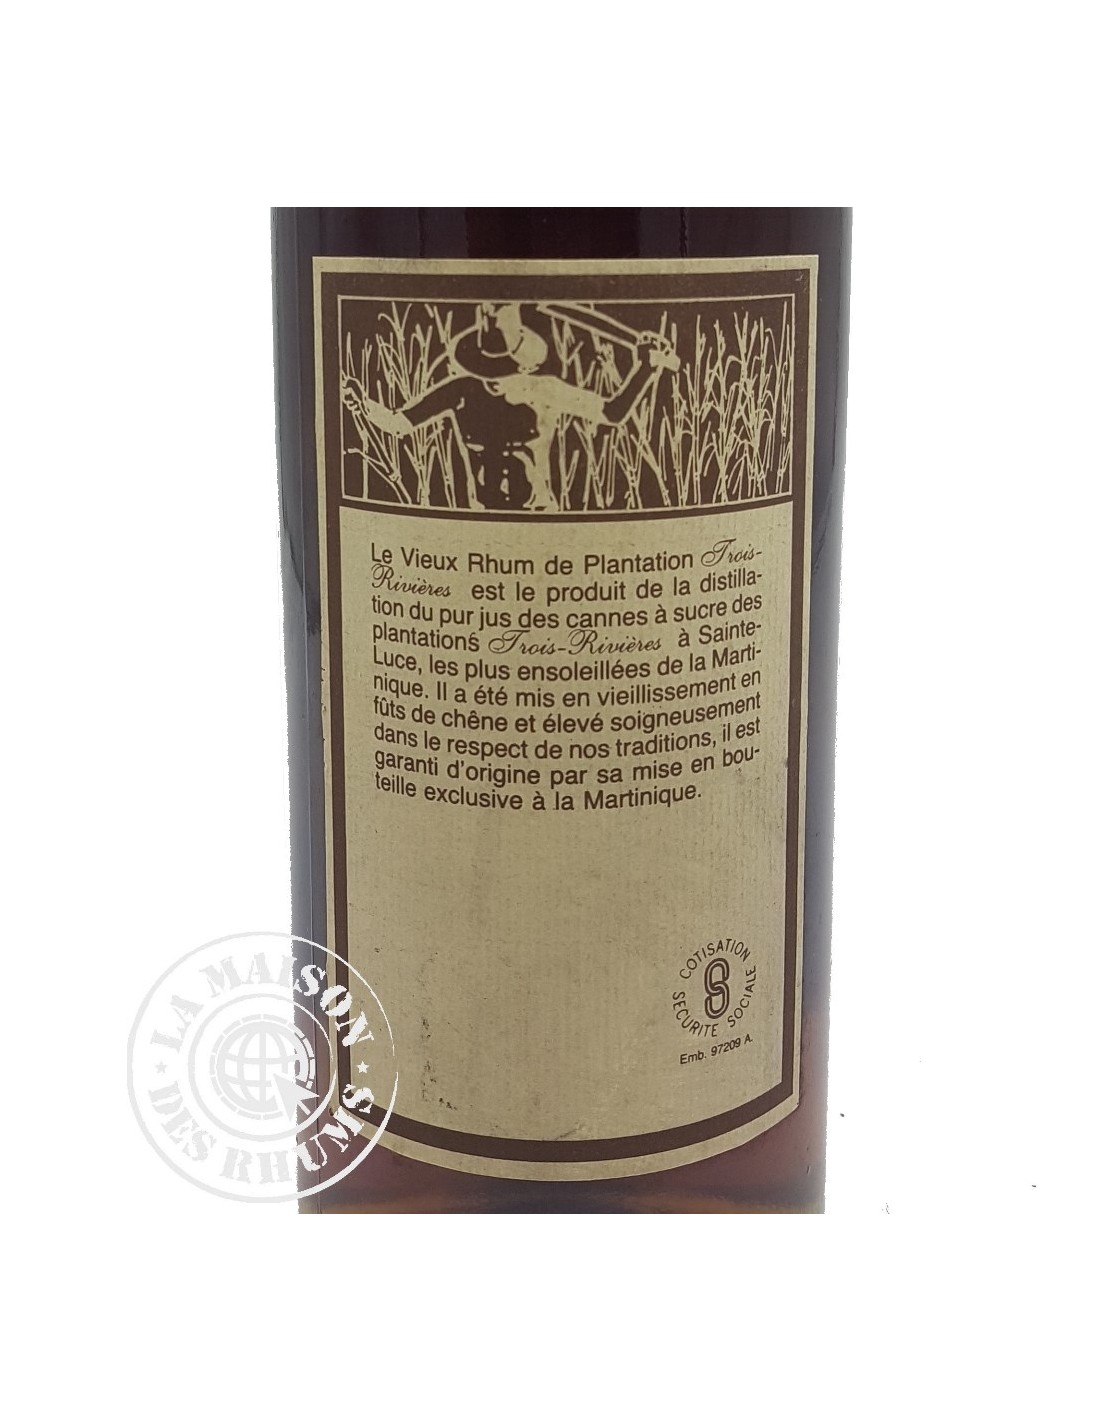 Le Vieux Rhum de Plantation Trois-
Rivières est le produit de la distilla-
tion du pur jus des cannes à sucre des
plantations Trois-Rivières à Sainte-
Luce, les plus ensoleillées de la Marti-
nique. Il a été mis en vieillissement en
fûts de chêne et élevé soigneusement
dans le respect de nos traditions, il est
garanti d'origine par sa mise en bou-
teille exclusive à la Martinique.
COTISATION
SECURITE SOCIALE
Emb. 97209 A.
LA MAISON
DES RHUMS